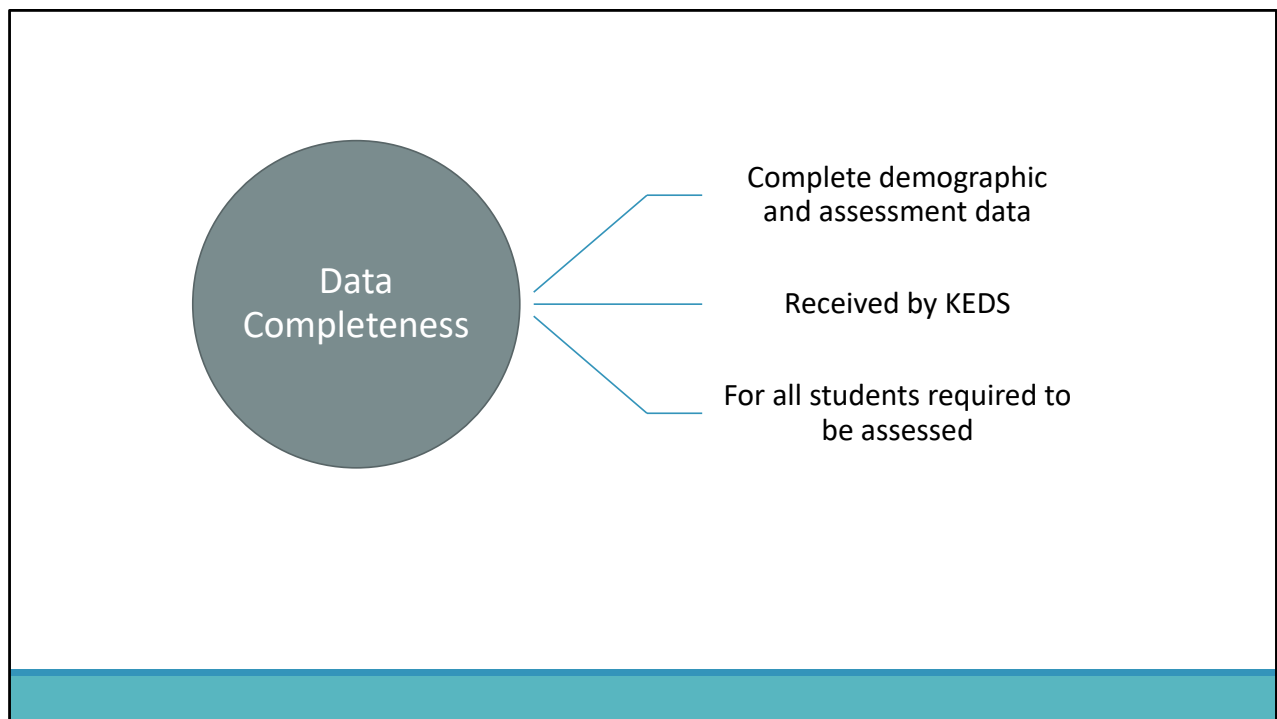 Data
Completeness
Complete demographic
and assessment data
Received by KEDS
For all students required to
be assessed